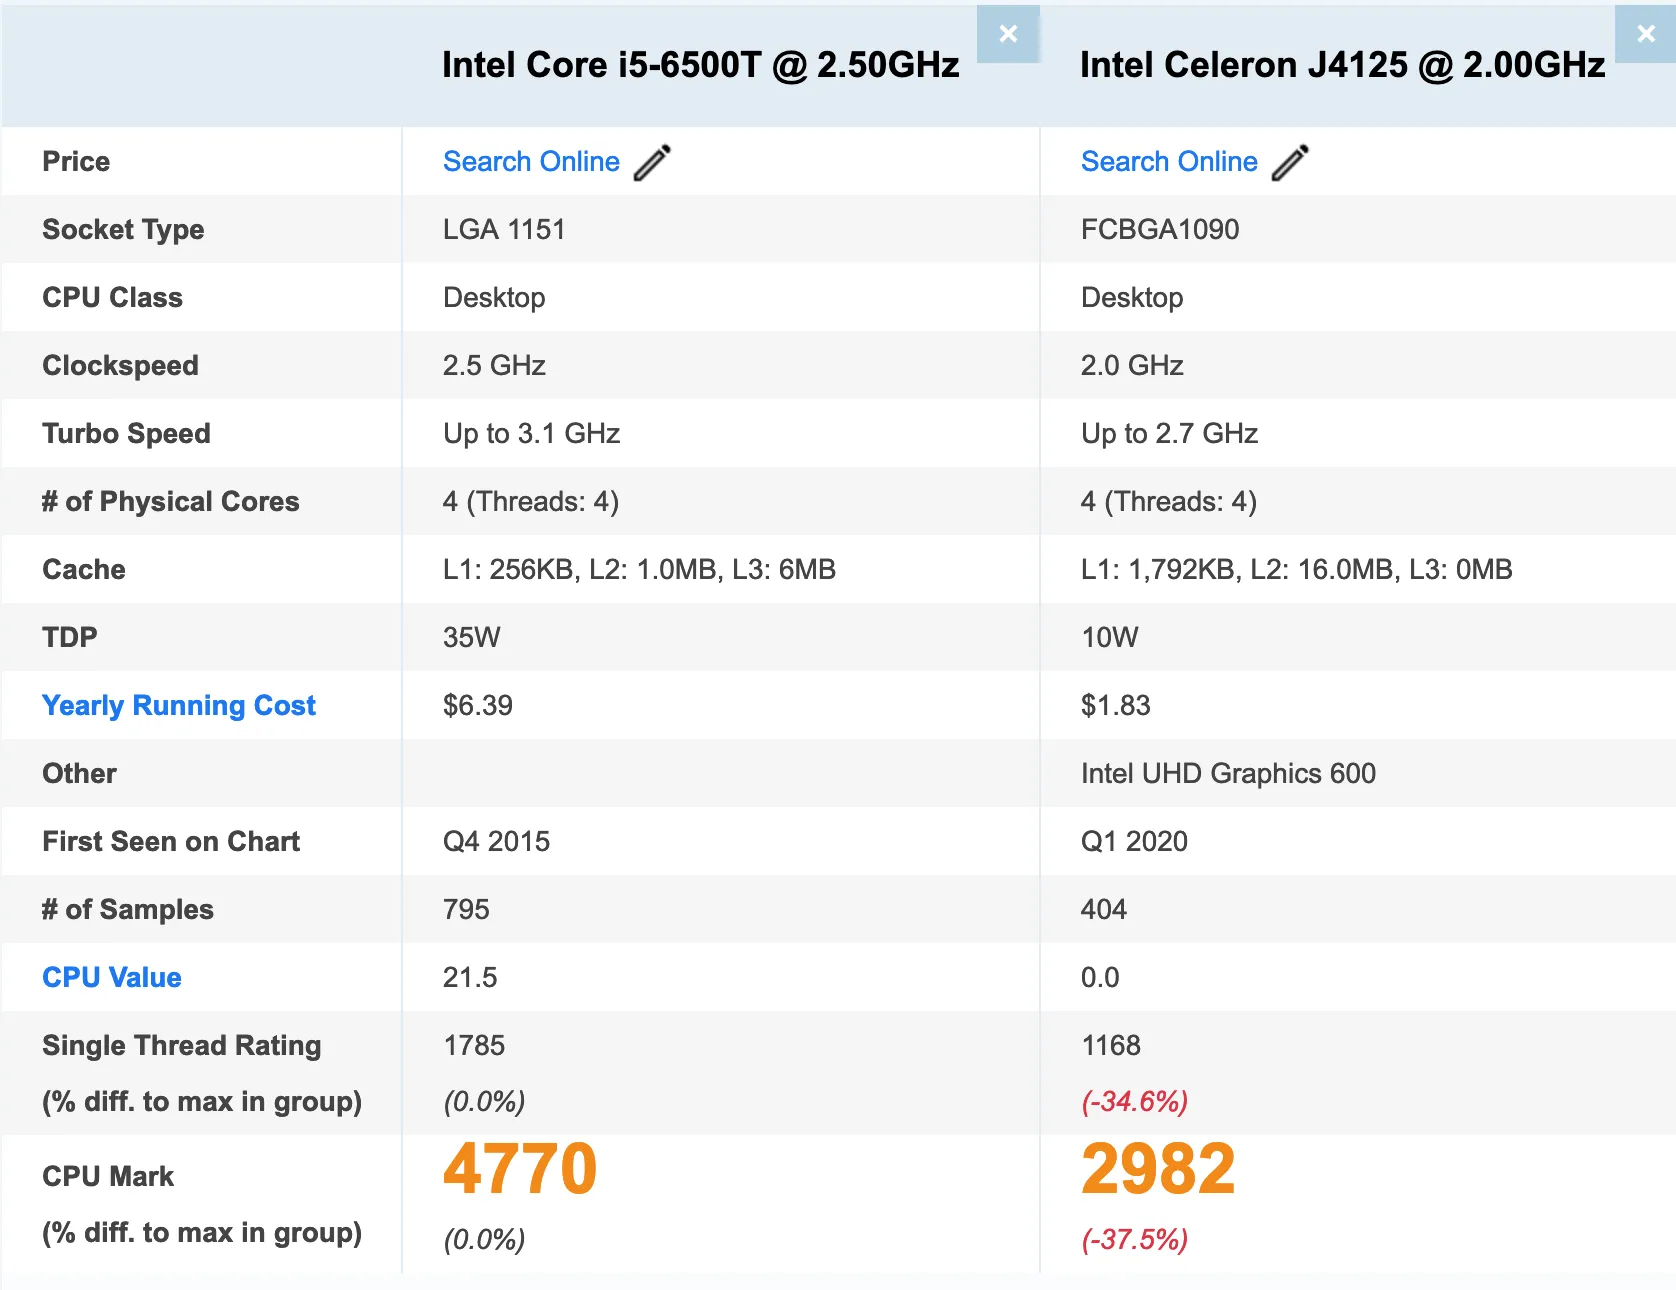 × ×
Intel Core i5-6500T @ 2.50GHz Intel Celeron J4125 @ 2.00GHz
Price Search Online Search Online
Socket Type LGA 1151 FCBGA1090
CPU Class Desktop Desktop
Clockspeed 2.5 GHz 2.0 GHz
Turbo Speed Up to 3.1 GHz Up to 2.7 GHz
# of Physical Cores 4 (Threads: 4) 4 (Threads: 4)
Cache L1: 256KB, L2: 1.0MB, L3: 6MB L1: 1,792KB, L2: 16.0MB, L3: 0MB
TDP 35W 10W
Yearly Running Cost $6.39 $1.83
Other Intel UHD Graphics 600
First Seen on Chart Q4 2015 Q1 2020
# of Samples 795 404
CPU Value 21.5 0.0
Single Thread Rating 1785 1168
(% diff. to max in group) (0.0%) (-34.6%)
CPU Mark 4770 2982
(% diff. to max in group) (0.0%) (-37.5%)